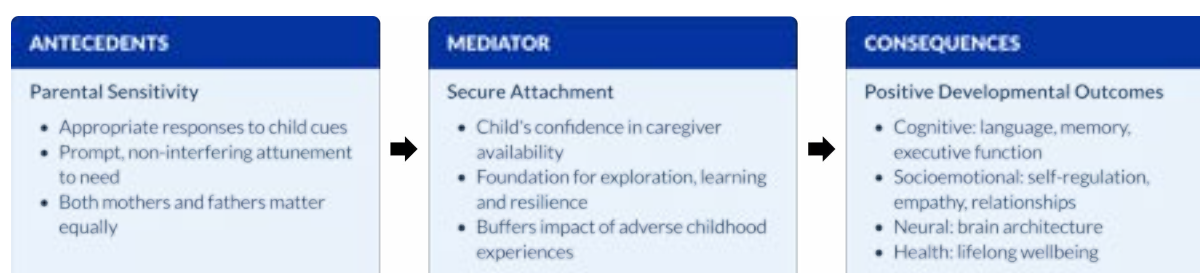 ANTECEDENTS
Parental Sensitivity
• Appropriate responses to child cues
• Prompt, non-interfering attunement
to need
• Both mothers and fathers matter
equally
MEDIATOR
Secure Attachment
• Child's confidence in caregiver
availability
• Foundation for exploration, learning
and resilience
• Buffers impact of adverse childhood
experiences
CONSEQUENCES
Positive Developmental Outcomes
• Cognitive: language, memory,
executive function
• Socioemotional: self-regulation,
empathy, relationships
• Neural: brain architecture
• Health: lifelong wellbeing